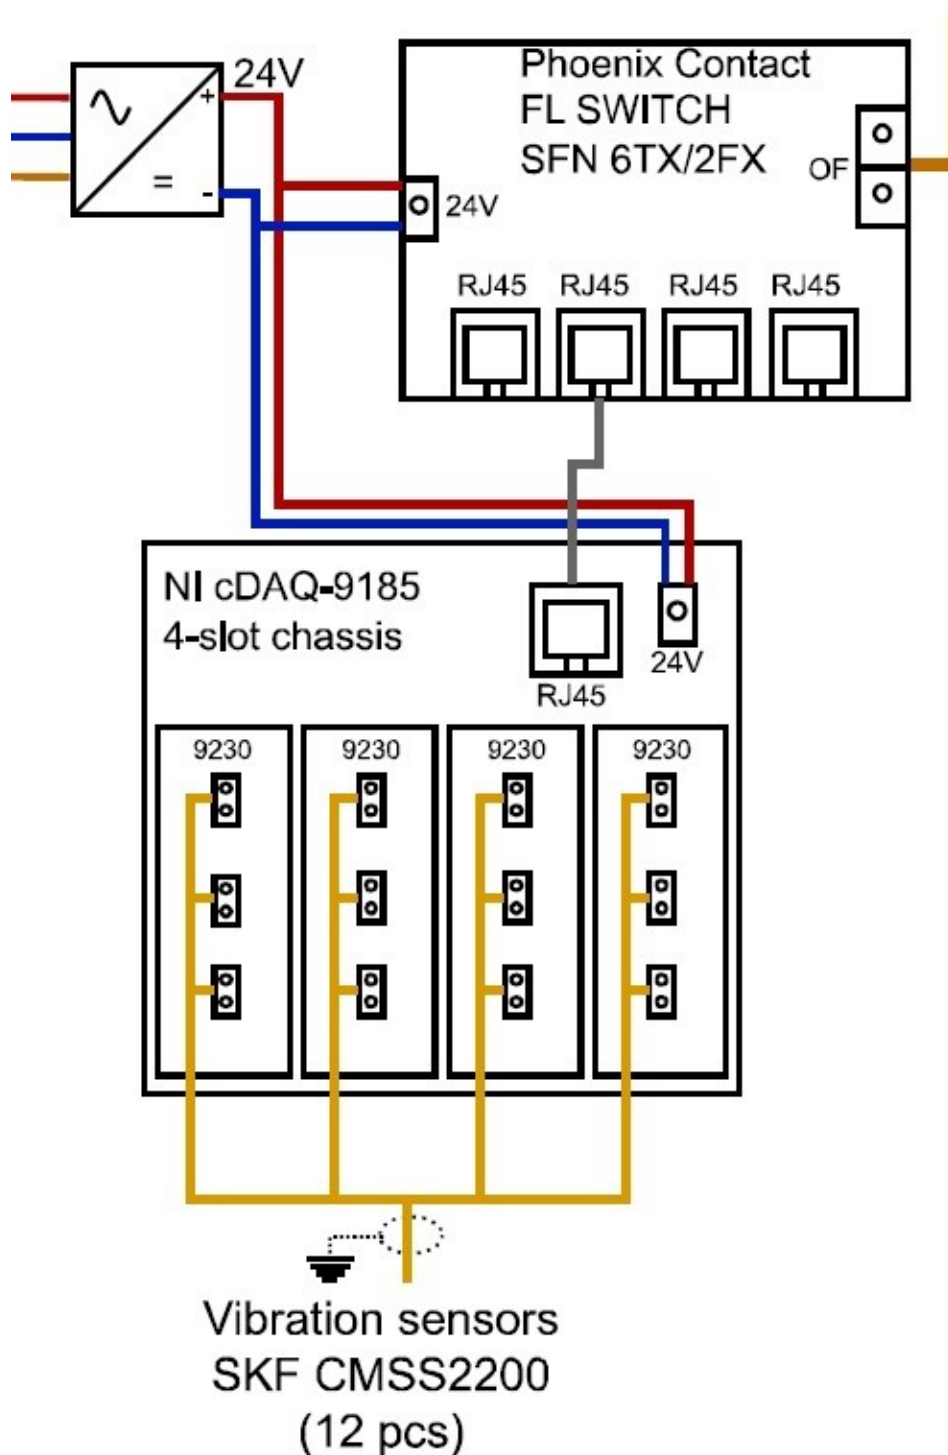 24V
+
=
-
Phoenix Contact
FL SWITCH
SFN 6TX/2FX
OF
24V
RJ45 RJ45 RJ45 RJ45
NI cDAQ-9185
4-slot chassis
RJ45
24V
9230 9230 9230 9230
Vibration sensors
SKF CMSS2200
(12 pcs)